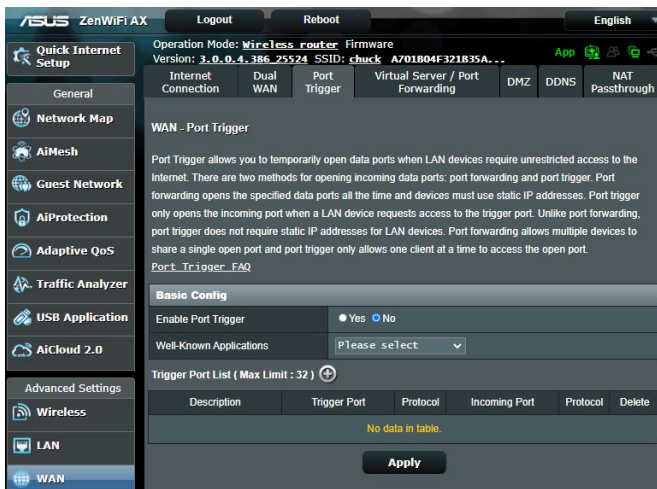 ASUS ZenWiFi AX Logout Reboot English
Quick Internet Setup
Operation Mode: Wireless router Firmware
Version: 3.0.0.4.386_25524 SSID: chuck A701B04F321B35A...
App
Internet Connection Dual WAN Port Trigger Virtual Server / Port Forwarding DMZ DDNS NAT Passthrough
General
Network Map
AiMesh
Guest Network
AiProtection
Adaptive QoS
Traffic Analyzer
USB Application
AiCloud 2.0
Advanced Settings
Wireless
LAN
WAN
WAN - Port Trigger
Port Trigger allows you to temporarily open data ports when LAN devices require unrestricted access to the
Internet. There are two methods for opening incoming data ports: port forwarding and port trigger. Port
forwarding opens the specified data ports all the time and devices must use static IP addresses. Port trigger
only opens the incoming port when a LAN device requests access to the trigger port. Unlike port forwarding,
port trigger does not require static IP addresses for LAN devices. Port forwarding allows multiple devices to
share a single open port and port trigger only allows one client at a time to access the open port.
Port Trigger FAQ
Basic Config
Enable Port Trigger Yes No
Well-Known Applications Please select
Trigger Port List ( Max Limit : 32 )
Description Trigger Port Protocol Incoming Port Protocol Delete
No data in table.
Apply